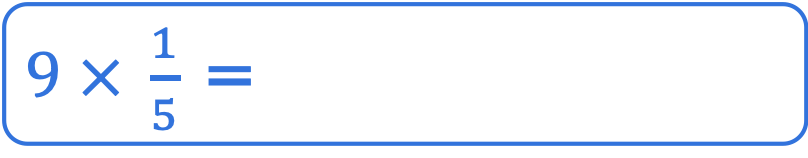 9 × 1/5 =